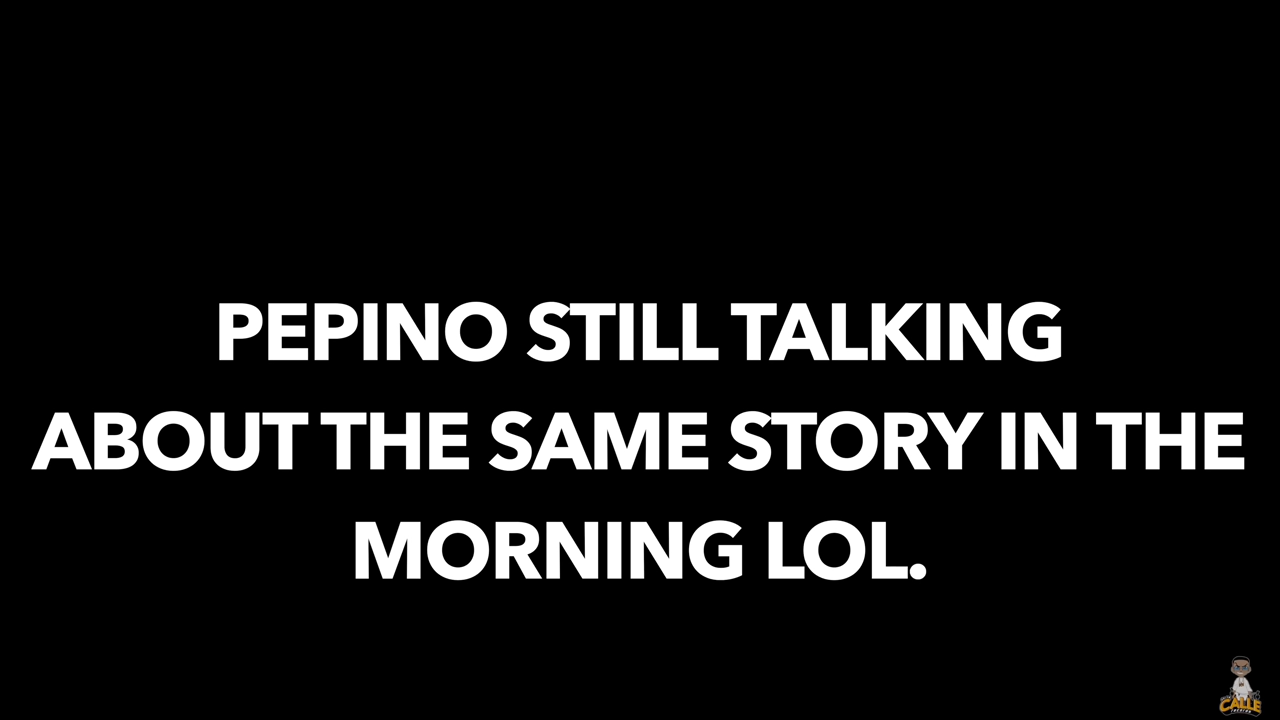 PEPINO STILL TALKING
ABOUT THE SAME STORY IN THE
MORNING LOL.
CALLE